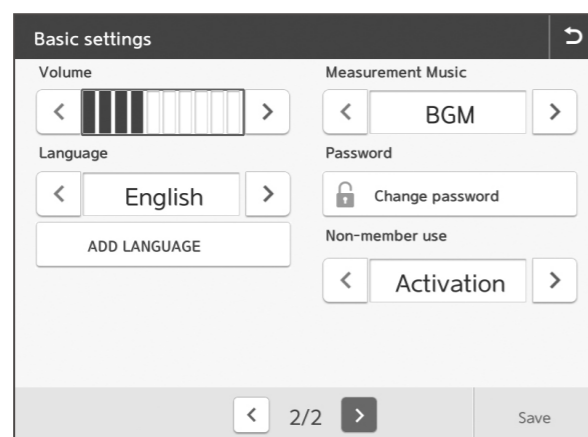 Basic settings
Volume
Measurement Music
BGM
Language
Password
English
Change password
ADD LANGUAGE
Non-member use
Activation
2/2
Save